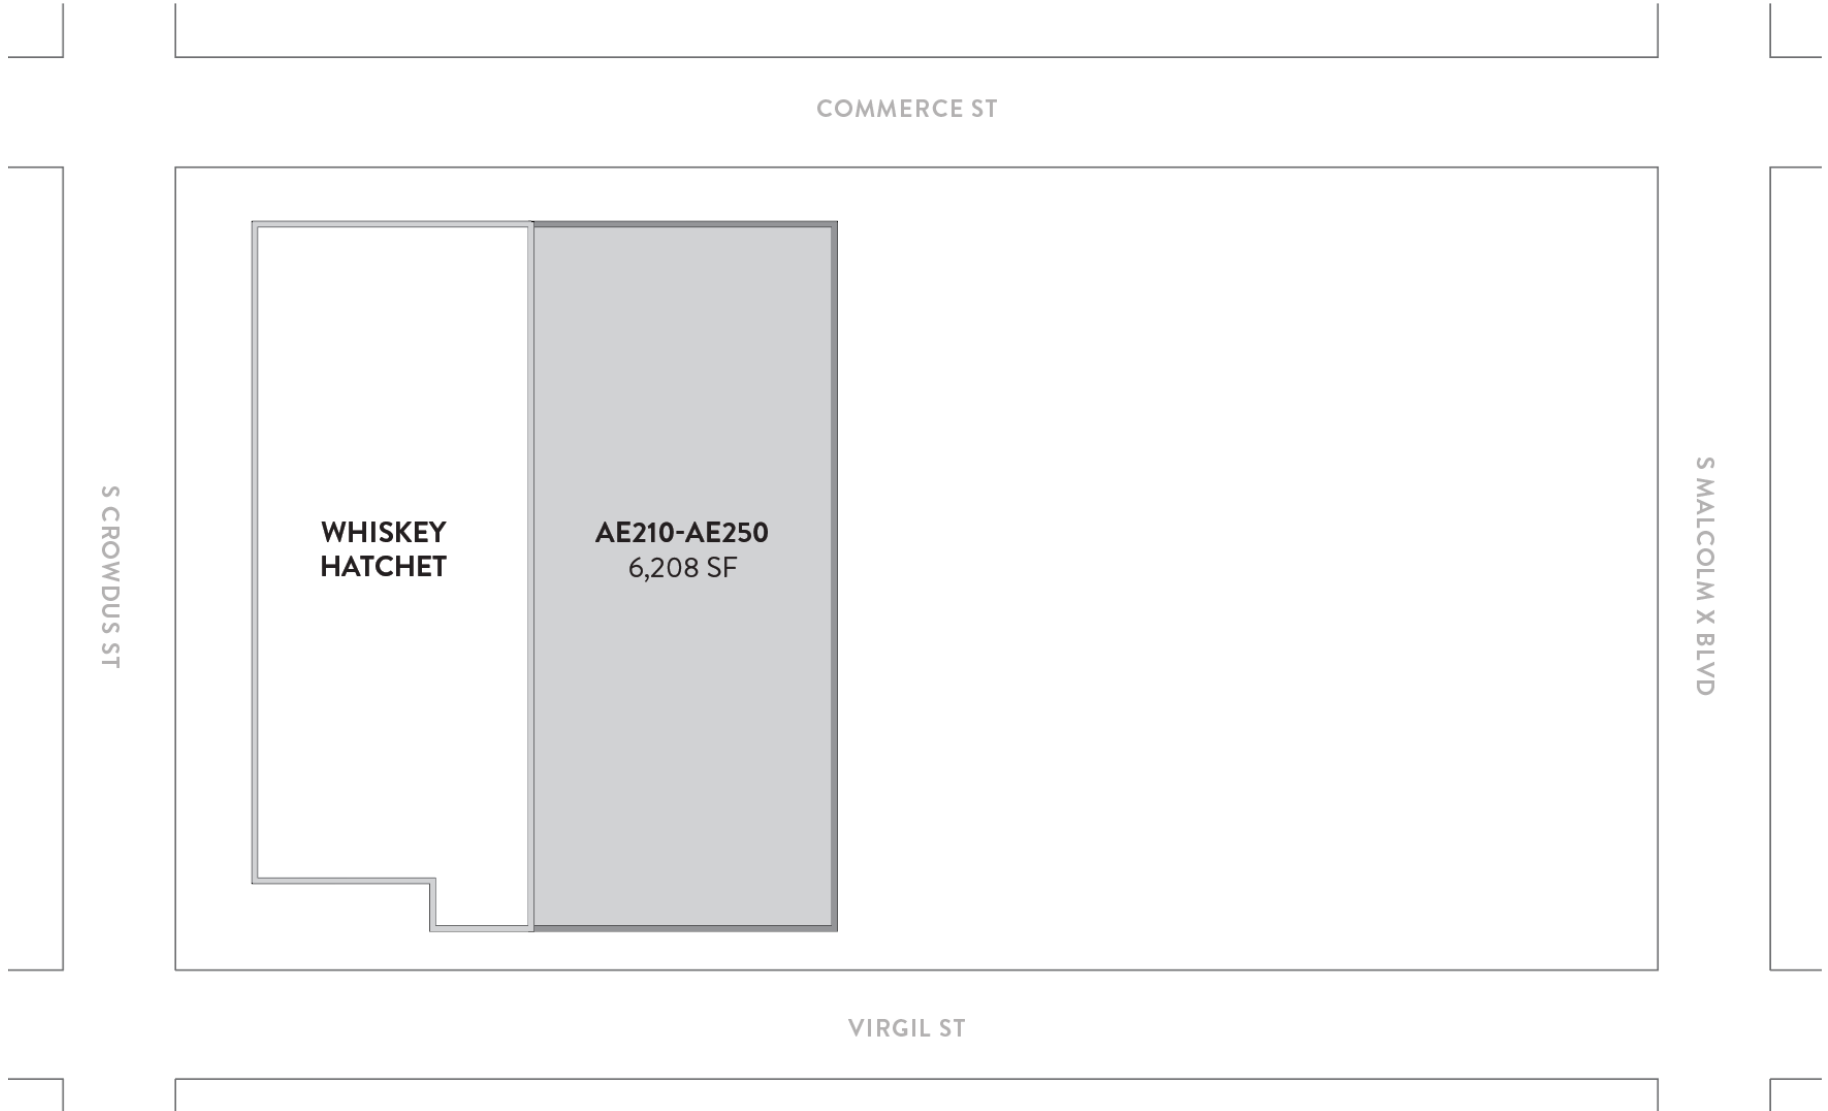 COMMERCE ST
S CROWDUS ST
WHISKEY
HATCHET
AE210-AE250
6,208 SF
S MALCOLM X BLVD
VIRGIL ST